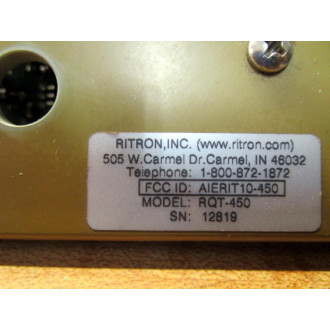 RITRON,INC. (www.ritron.com)
505 W.Carmel Dr.Carmel, IN 46032
Telephone: 1-800-872-1872
FCC ID: AIERIT10-450
MODEL: RQT-450
SN: 12819